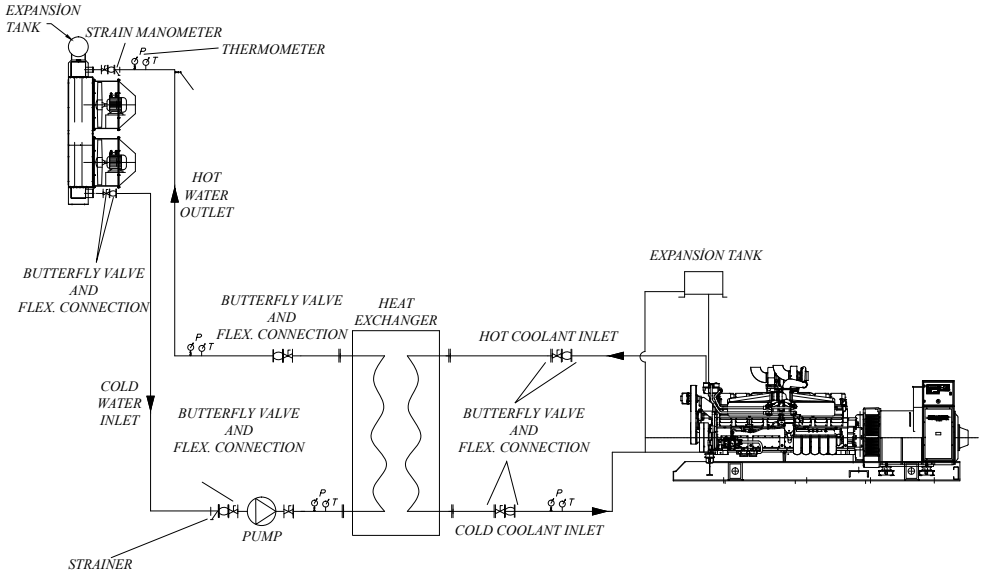 EXPANSİON
TANK
STRAIN MANOMETER
P
T
THERMOMETER
HOT
WATER
OUTLET
BUTTERFLY VALVE
AND
FLEX. CONNECTION
EXPANSİON TANK
BUTTERFLY VALVE
AND
FLEX. CONNECTION
HEAT
EXCHANGER
HOT COOLANT INLET
P
T
COLD
WATER
INLET
BUTTERFLY VALVE
AND
FLEX. CONNECTION
BUTTERFLY VALVE
AND
FLEX. CONNECTION
P
T
P
T
PUMP
COLD COOLANT INLET
STRAINER